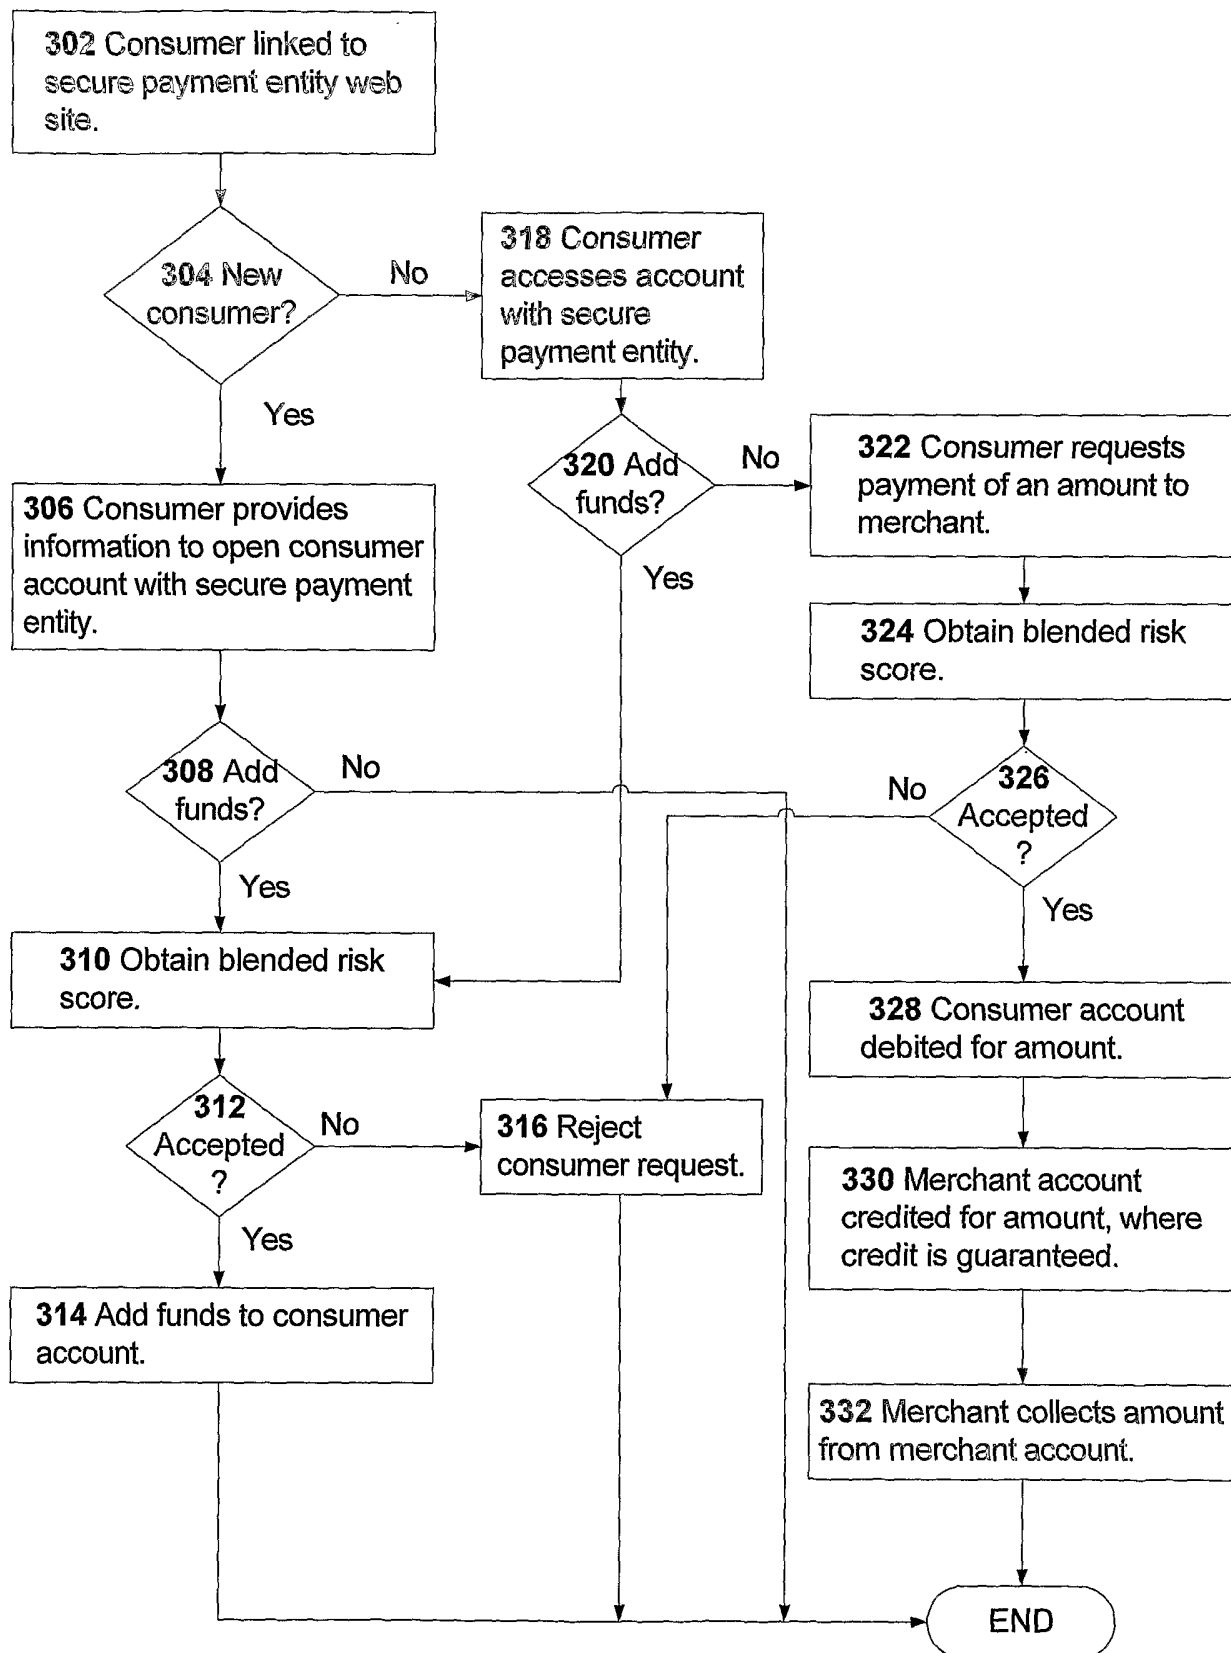 302 Consumer linked to
secure payment entity web
site.
304 New
consumer?
No
Yes
318 Consumer
accesses account
with secure
payment entity.
306 Consumer provides
information to open consumer
account with secure payment
entity.
320 Add
funds?
No
Yes
322 Consumer requests
payment of an amount to
merchant.
324 Obtain blended risk
score.
308 Add
funds?
No
Yes
326
Accepted
?
No
Yes
310 Obtain blended risk
score.
328 Consumer account
debited for amount.
312
Accepted
?
No
Yes
316 Reject
consumer request.
330 Merchant account
credited for amount, where
credit is guaranteed.
314 Add funds to consumer
account.
332 Merchant collects amount
from merchant account.
END